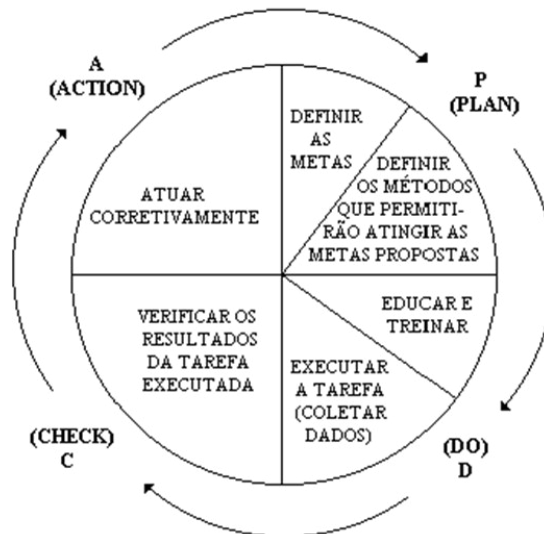 A
(ACTION)
P
(PLAN)
DEFINIR
AS
METAS
DEFINIR
OS MÉTODOS
QUE PERMITI-
RÃO ATINGIR AS
METAS PROPOSTAS
ATUAR
CORRETIVAMENTE
EDUCAR E
TREINAR
VERIFICAR OS
RESULTADOS
DA TAREFA
EXECUTADA
EXECUTAR
A TAREFA
(COLETAR
DADOS)
(CHECK)
C
(DO)
D